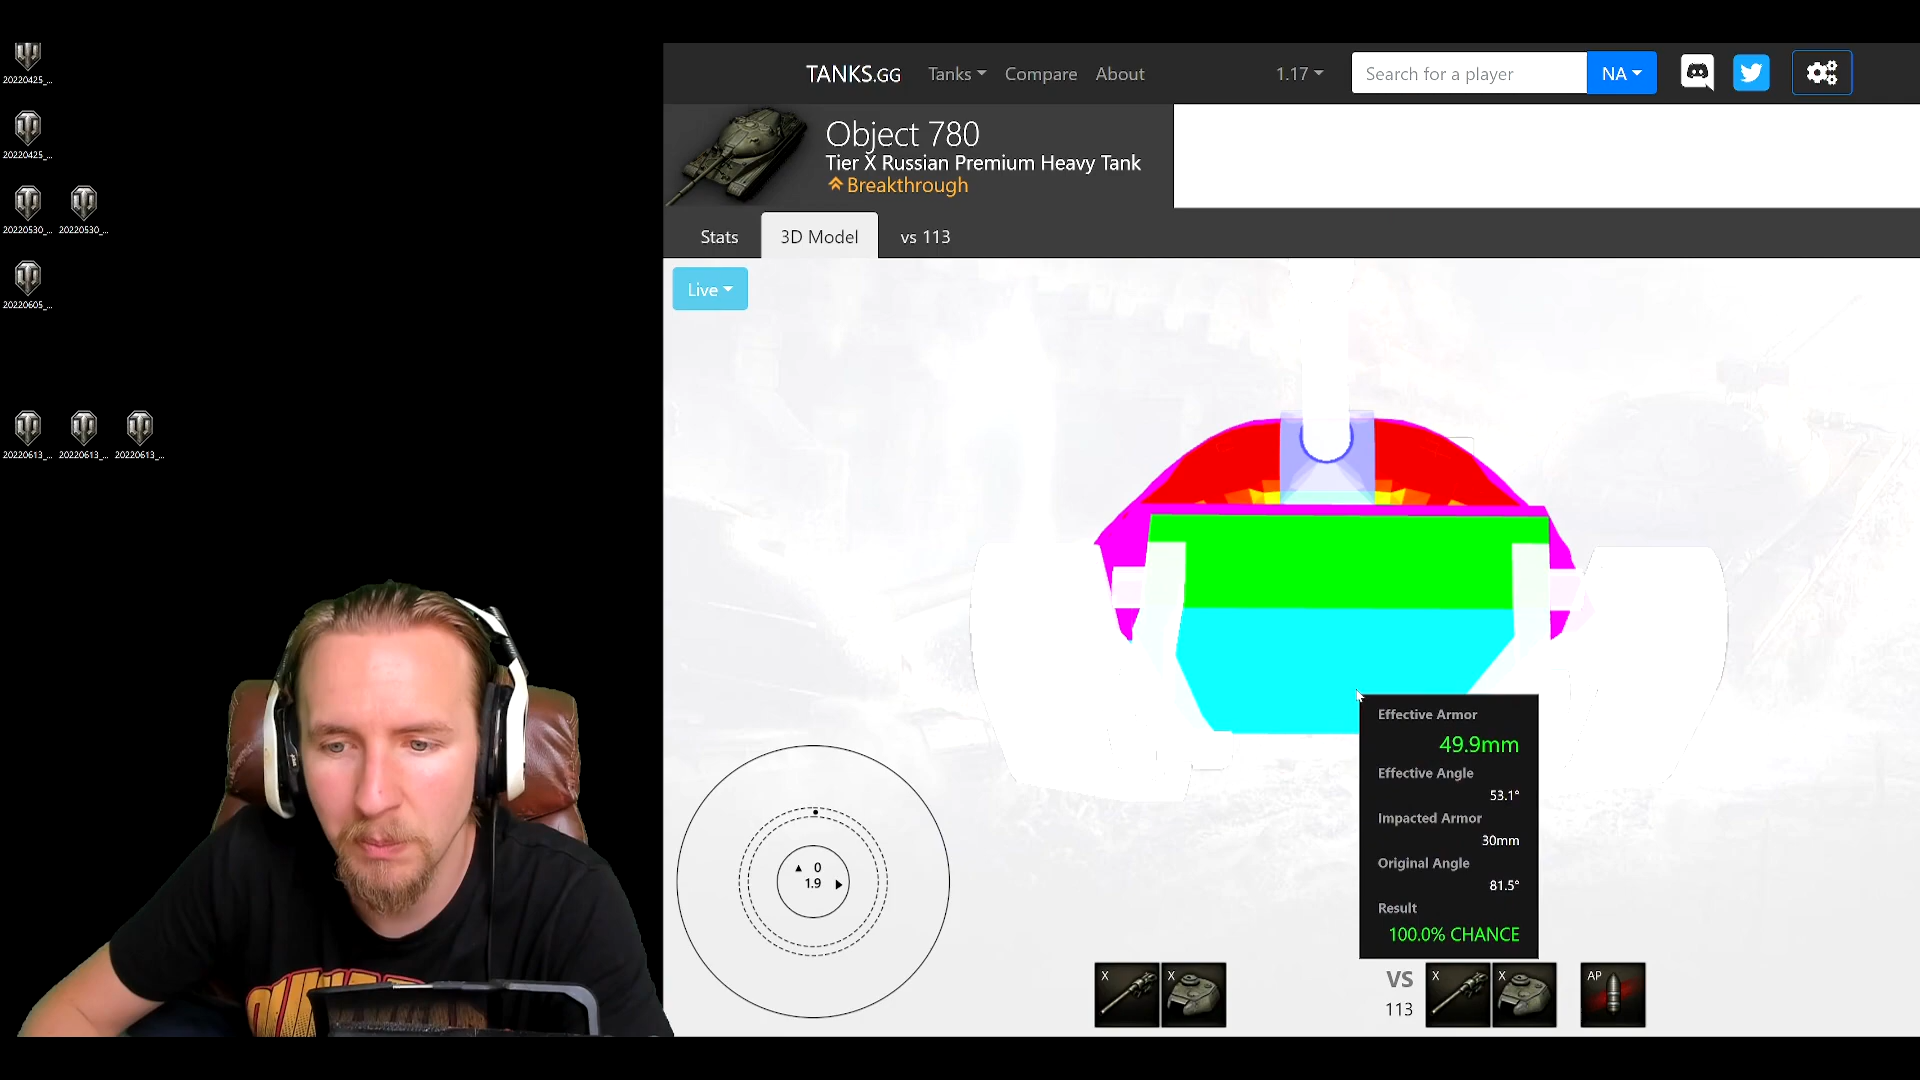 20220425_...
20220425_...
20220530_... 20220530_...
20220605_...
20220613_... 20220613_... 20220613_...
TANKS.GG Tanks Compare About 1.17 Search for a player NA
Object 780
Tier X Russian Premium Heavy Tank
Breakthrough
Stats 3D Model vs 113
Live
Effective Armor
49.9mm
Effective Angle
53.1°
Impacted Armor
30mm
Original Angle
81.5°
Result
100.0% CHANCE
0
1.9
X X VS X X AP
113